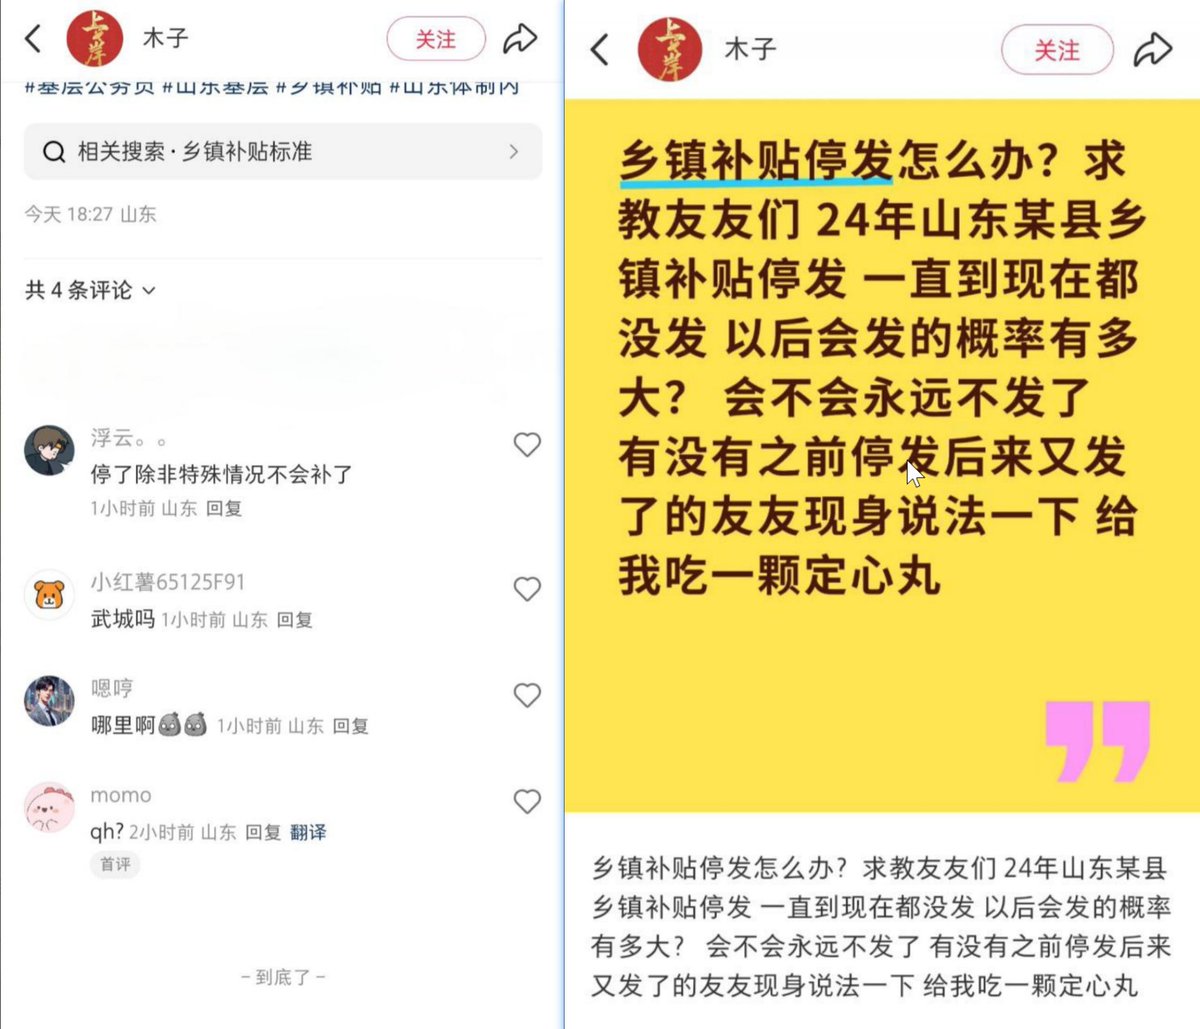 木子
关注
#基层公务员 #山东基层 #乡镇补贴 #山东体制内
相关搜索·乡镇补贴标准
今天 18:27 山东
共 4 条评论
浮云。。
停了除非特殊情况不会补了
1小时前 山东 回复
小红薯65125F91
武城吗 1小时前 山东 回复
嗯哼
哪里啊 1小时前 山东 回复
momo
qh? 2小时前 山东 回复 翻译
首评
- 到底了 -
上岸
木子
关注
乡镇补贴停发怎么办？求
教友友们 24年山东某县乡
镇补贴停发 一直到现在都
没发 以后会发的概率有多
大？ 会不会永远不发了
有没有之前停发后来又发
了的友友现身说法一下 给
我吃一颗定心丸
乡镇补贴停发怎么办？求教友友们 24年山东某县
乡镇补贴停发 一直到现在都没发 以后会发的概率
有多大？ 会不会永远不发了 有没有之前停发后来
又发了的友友现身说法一下 给我吃一颗定心丸